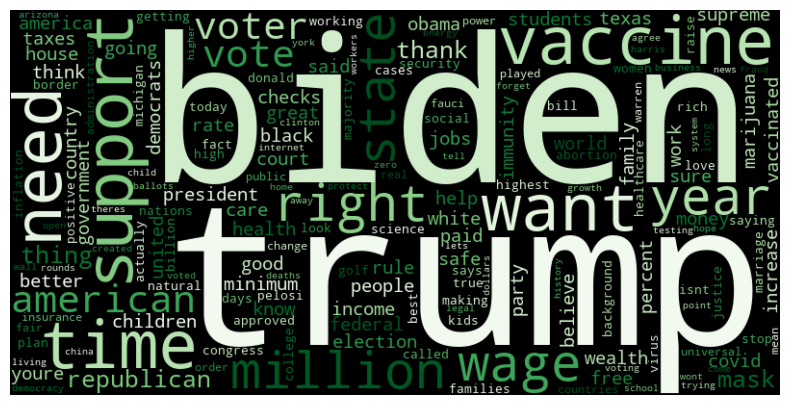 arizona
america
taxes
house
think
border
getting
going
support
administration
michigan
democrats
working
higher
york
voter
vote
said
donald
cases
checks
great
rate
black
court
today
fact
high
clinton
internet
zero
obama
workers
majority
state
power
energy
thank
security
played
fauci
social
jobs
tell
forget
students
texas
agree
harris
raise
women
business
news
fraud
supreme
vaccine
bill
rich
warren
world
abortion
immunity
family
healthcare
work
system
love
long
marijuana
vaccinated
sure
biden
need
inflation
open
positive
country
government
child
ballots
theres
created
nations
public
home
protect
real
away
growth
highest
president
care
health
look
right
help
white
science
want
year
money
hope
testing
saying
thing
wall
rounds
actually
united
billion
voted
change
deaths
lets
paid
safe
says
true
dollars
party
marriage
percent
isnt
point
increase
justice
better
natural
good
minimum
days
pelosi
golf
rule
people
making
kids
best
legal
american
children
approved
know
income
federal
election
called
history
believe
background
virus
wealth
universal
stop
covid
mean
trump
insurance
fair
plan
time
youre
living
china
republican
democracy
congress
order
college
million
families
voting
wage
countries
free
school
wont
trying
come
mask